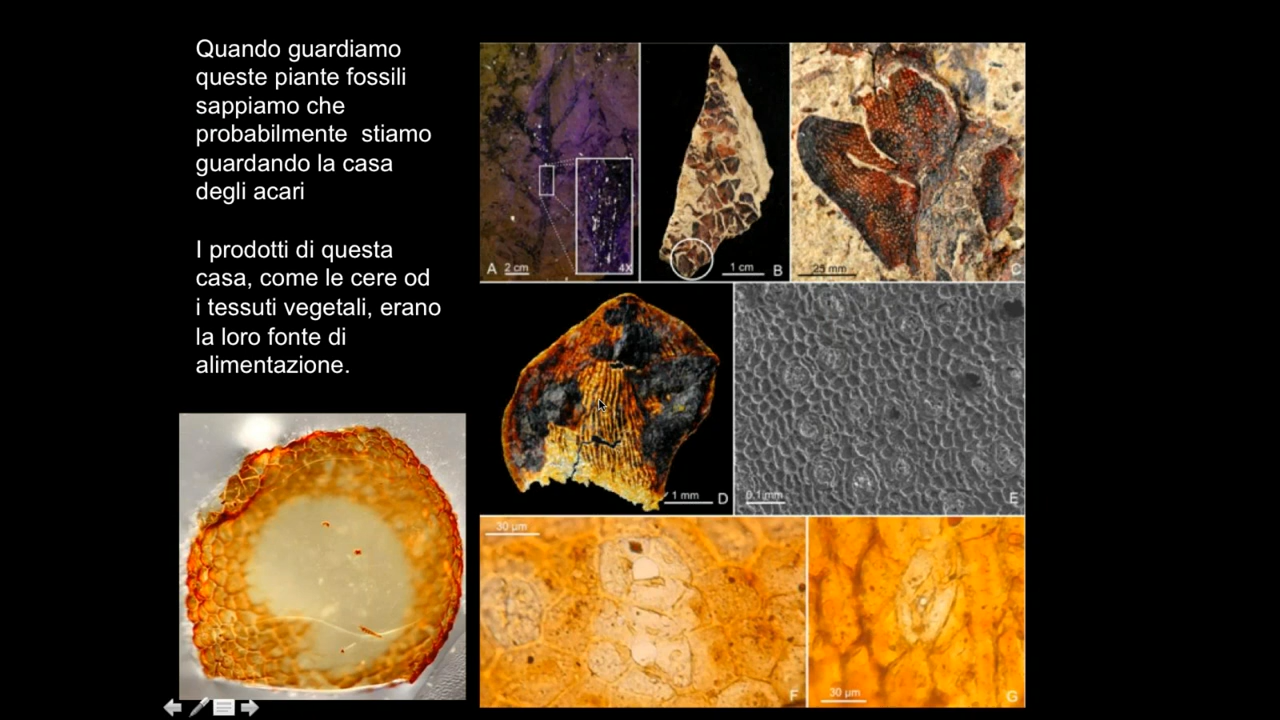 Quando guardiamo
queste piante fossili
sappiamo che
probabilmente  stiamo
guardando la casa
degli acari
I prodotti di questa
casa, come le cere od
i tessuti vegetali, erano
la loro fonte di
alimentazione.
A 2 cm
4X
1 cm B
25 mm
C
1 mm D
0.1 mm
E
30 µm
F
30 µm
G